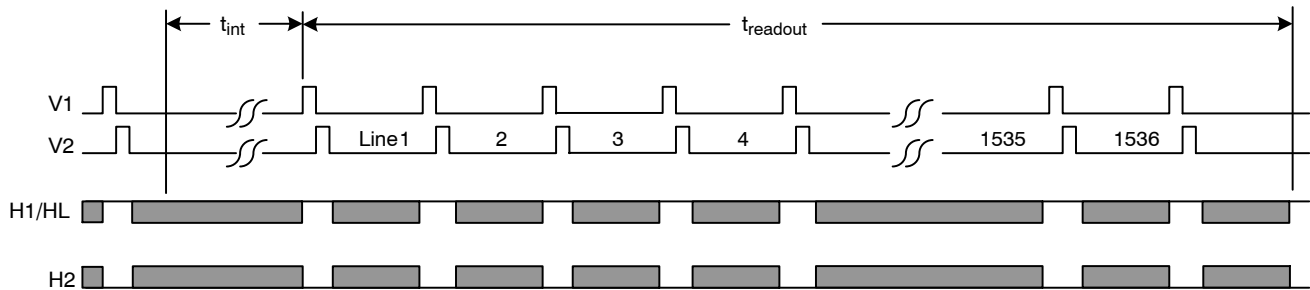 tint treadout
V1
V2 Line1 2 3 4 1535 1536
H1/HL
H2